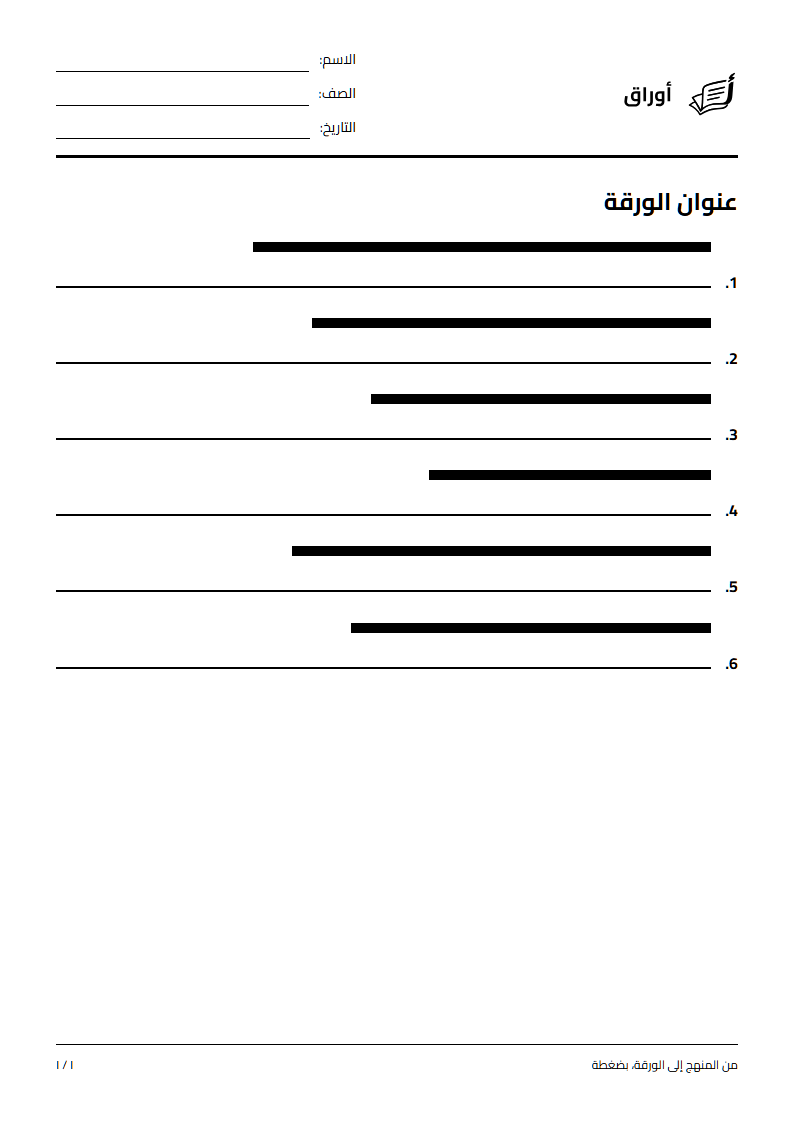 أوراق
الاسم:
الصف:
التاريخ:
عنوان الورقة
1.
2.
3.
4.
5.
6.
من المنهج إلى الورقة، بضغطة
1 / 1